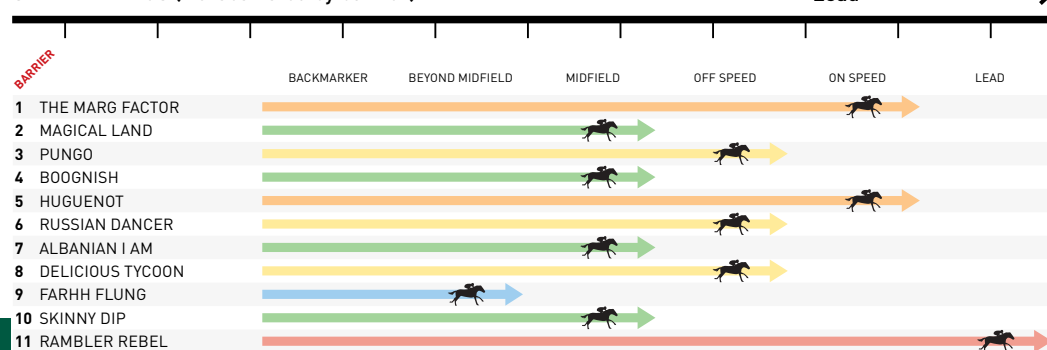 BARRIER
BACKMARKER BEYOND MIDFIELD MIDFIELD OFF SPEED ON SPEED LEAD
1 THE MARG FACTOR
2 MAGICAL LAND
3 PUNGO
4 BOOGNISH
5 HUGUENOT
6 RUSSIAN DANCER
7 ALBANIAN I AM
8 DELICIOUS TYCOON
9 FARHH FLUNG
10 SKINNY DIP
11 RAMBLER REBEL